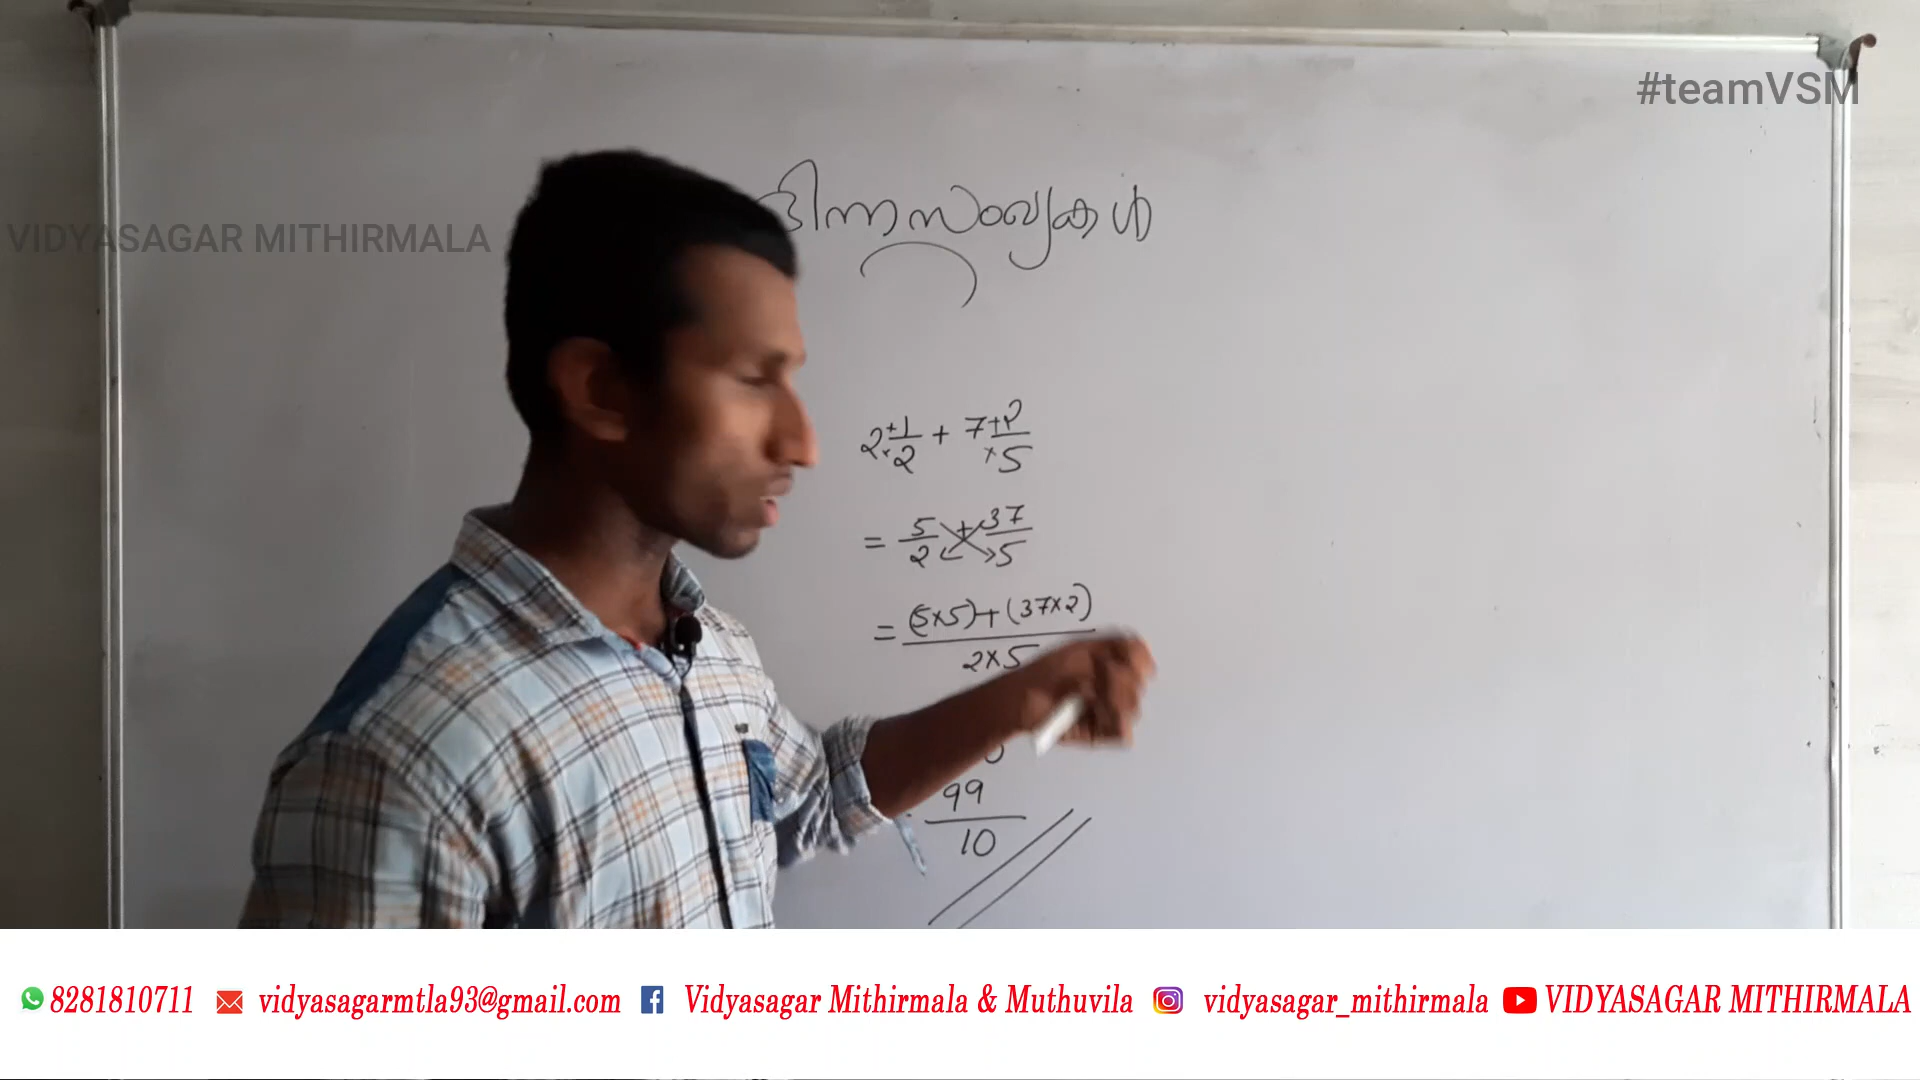 #teamVSM
ഭിന്നസംഖ്യകൾ
VIDYASAGAR MITHIRMALA
2 + 1/2 × + 7 + 2/5 ×
= 5/2 + 37/5
= (5×5)+(37×2) / 2×5
99/10
8281810711 vidyasagarmtla93@gmail.com Vidyasagar Mithirmala & Muthuvila vidyasagar_mithirmala VIDYASAGAR MITHIRMALA